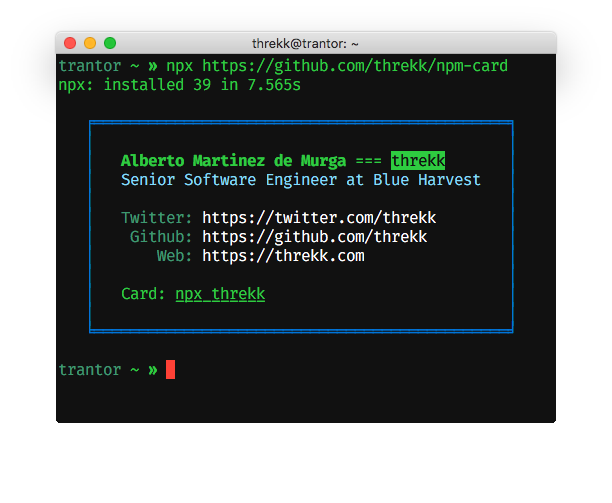 threkk@trantor: ~
trantor ~ » npx https://github.com/threkk/npm-card
npx: installed 39 in 7.565s
Alberto Martinez de Murga === threkk
Senior Software Engineer at Blue Harvest
Twitter: https://twitter.com/threkk
Github: https://github.com/threkk
Web: https://threkk.com
Card: npx threkk
trantor ~ »